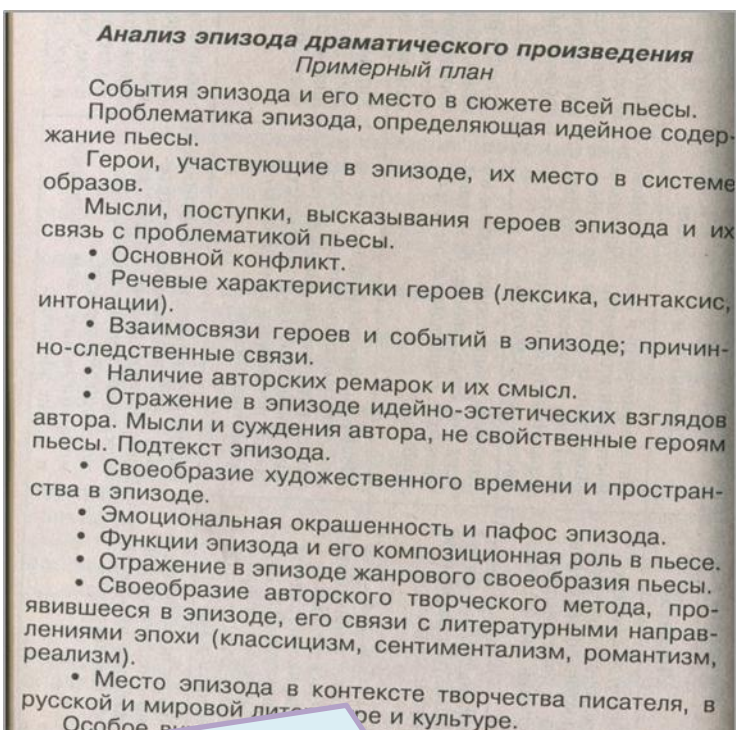 Анализ эпизода драматического произведения
Примерный план
События эпизода и его место в сюжете всей пьесы.
Проблематика эпизода, определяющая идейное содер-
жание пьесы.
Герои, участвующие в эпизоде, их место в системе
образов.
Мысли, поступки, высказывания героев эпизода и их
связь с проблематикой пьесы.
• Основной конфликт.
• Речевые характеристики героев (лексика, синтаксис,
интонации).
• Взаимосвязи героев и событий в эпизоде; причин-
но-следственные связи.
• Наличие авторских ремарок и их смысл.
• Отражение в эпизоде идейно-эстетических взглядов
автора. Мысли и суждения автора, не свойственные героям
пьесы. Подтекст эпизода.
• Своеобразие художественного времени и простран-
ства в эпизоде.
• Эмоциональная окрашенность и пафос эпизода.
• Функции эпизода и его композиционная роль в пьесе.
• Отражение в эпизоде жанрового своеобразия пьесы.
• Своеобразие авторского творческого метода, про-
явившееся в эпизоде, его связи с литературными направ-
лениями эпохи (классицизм, сентиментализм, романтизм,
реализм).
• Место эпизода в контексте творчества писателя, в
русской и мировой литературе и культуре.
Особое